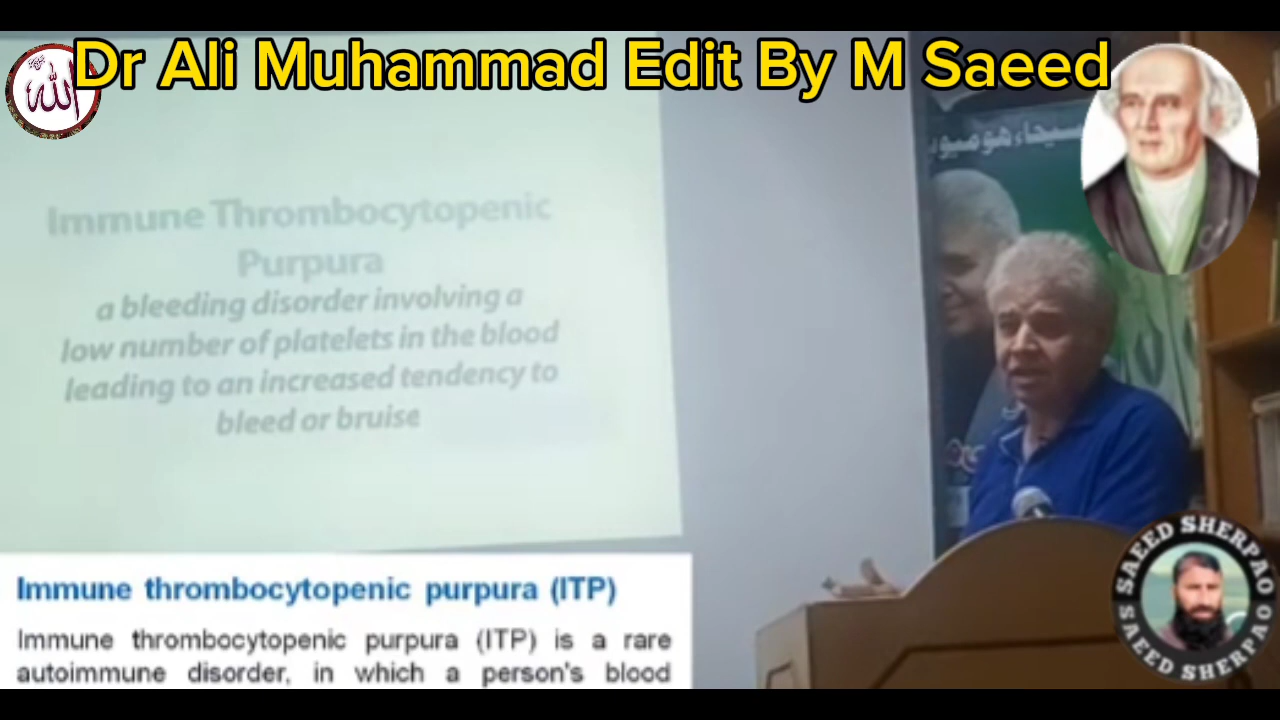 Dr Ali Muhammad Edit By M Saeed
الله
Immune Thrombocytopenic
Purpura
a bleeding disorder involving a
low number of platelets in the blood
leading to an increased tendency to
bleed or bruise
Immune thrombocytopenic purpura (ITP)
Immune thrombocytopenic purpura (ITP) is a rare
autoimmune disorder, in which a person's blood
SAEED SHERPAO
SAEED SHERPAO